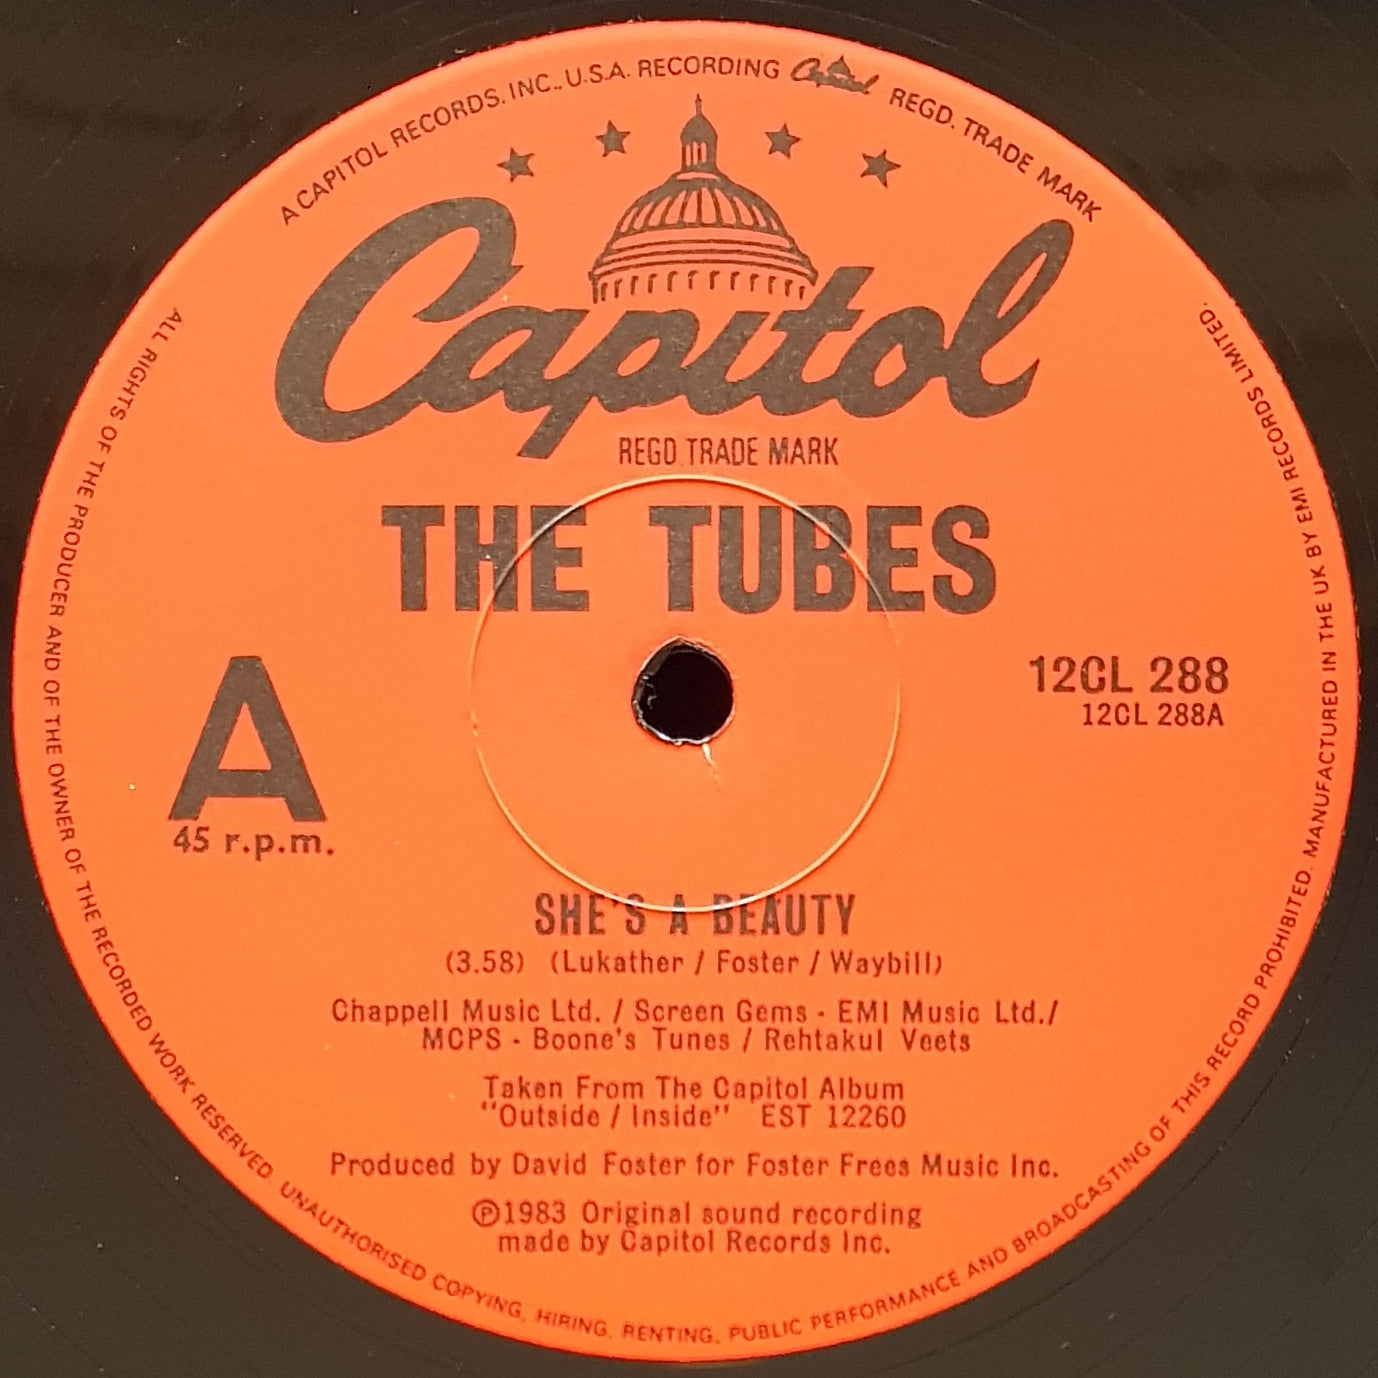 A CAPITOL RECORDS. INC., U.S.A. RECORDING Capitol REGD. TRADE MARK
Capitol
REGD. TRADE MARK
THE TUBES
12CL 288
12CL 288A
A
45 r.p.m.
SHE'S A BEAUTY
(3.58) (Lukather / Foster / Waybill)
Chappell Music Ltd. / Screen Gems - EMI Music Ltd./
MCPS - Boone's Tunes / Rehtakul Veets
Taken From The Capitol Album
"Outside / Inside" EST 12260
Produced by David Foster for Foster Frees Music Inc.
℗1983 Original sound recording
made by Capitol Records Inc.
ALL RIGHTS OF THE PRODUCER AND OF THE OWNER OF THE RECORDED WORK RESERVED. UNAUTHORISED COPYING, HIRING, RENTING, PUBLIC PERFORMANCE AND BROADCASTING OF THIS RECORD PROHIBITED. MANUFACTURED IN THE UK BY EMI RECORDS LIMITED.